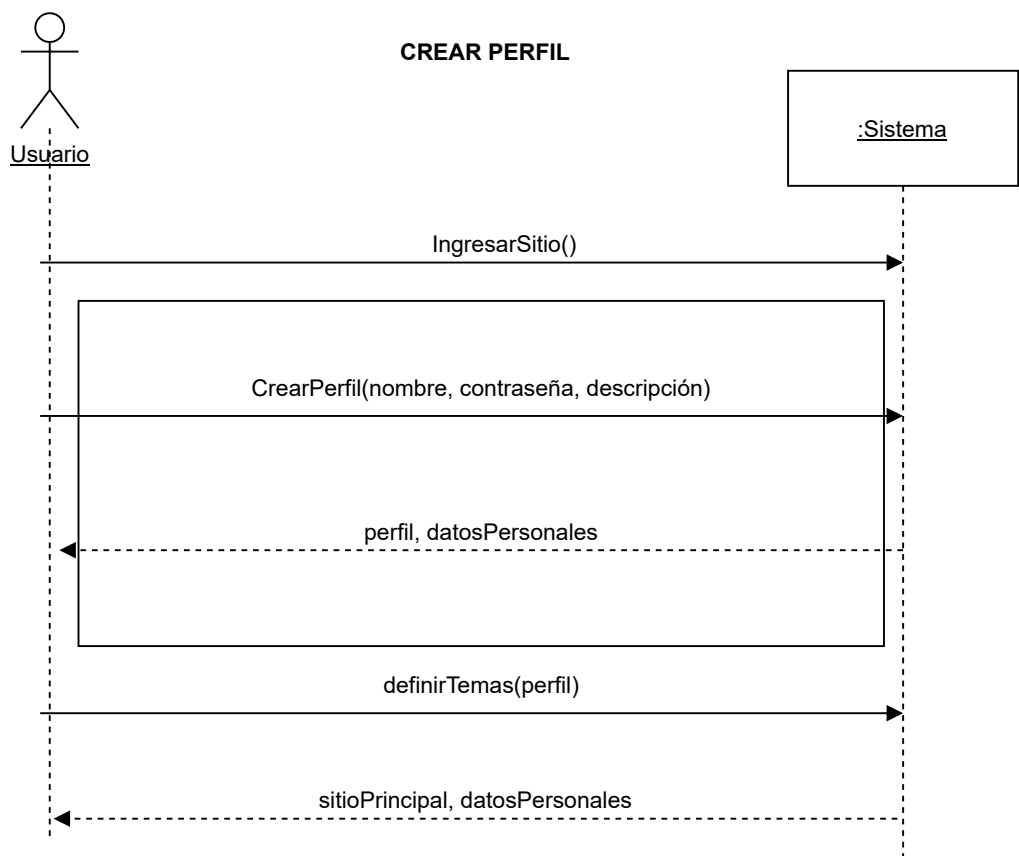 CREAR PERFIL
:Sistema
Usuario
IngresarSitio()
CrearPerfil(nombre, contraseña, descripción)
perfil, datosPersonales
definirTemas(perfil)
sitioPrincipal, datosPersonales